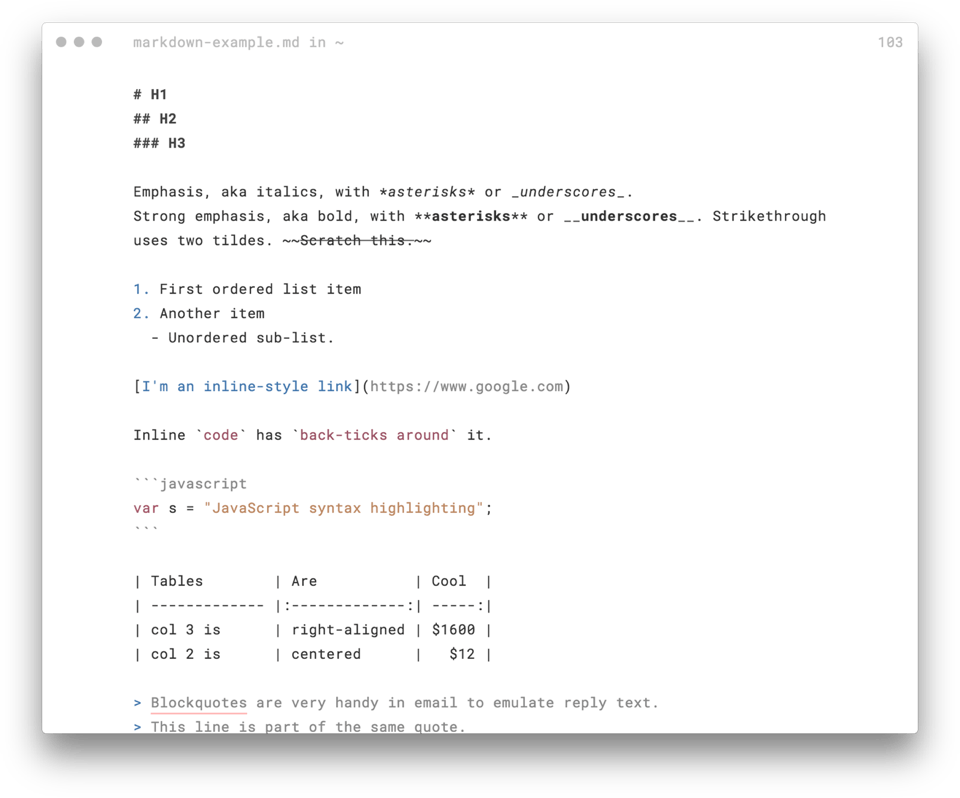 markdown-example.md in ~ 103
# H1
## H2
### H3
Emphasis, aka italics, with *asterisks* or _underscores_.
Strong emphasis, aka bold, with **asterisks** or __underscores__. Strikethrough
uses two tildes. ~~Scratch this.~~
1. First ordered list item
2. Another item
  - Unordered sub-list.
[I'm an inline-style link](https://www.google.com)
Inline `code` has `back-ticks around` it.
```javascript
var s = "JavaScript syntax highlighting";
```
| Tables        | Are           | Cool  |
| ------------- |:-------------:| -----:|
| col 3 is      | right-aligned | $1600 |
| col 2 is      | centered      |   $12 |
> Blockquotes are very handy in email to emulate reply text.
> This line is part of the same quote.